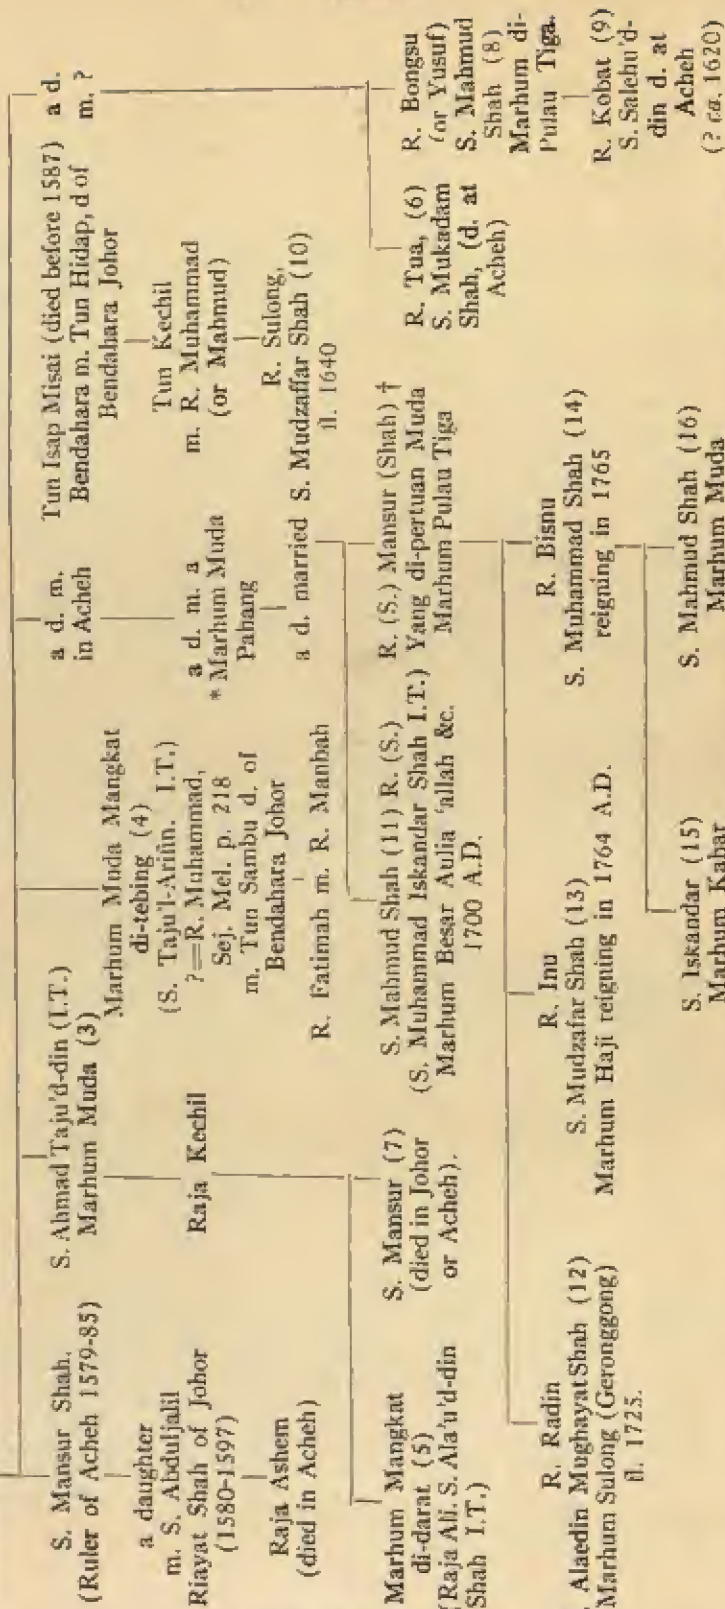 S. Mansur Shah.
(Ruler of Acheh 1579-85)
a daughter
m. S. Abduljalil
Riayat Shah of Johor
(1580-1597)
Raja Ashem
(died in Acheh)
S. Ahmad Taju'd-din (I.T.)
Marhum Muda (3)
Raja Kechil
Marhum Muda Mangkat
di-tebing (4)
(S. Taju'l-Arifin. I.T.)
?=R. Muhammad,
Sej. Mel. p. 218
m. Tun Sambu d. of
Bendahara Johor
R. Fatimah m. R. Manbah
a d. m.
in Acheh
a d. m. a
* Marhum Muda
Pahang
a d. married S. Mudzaffar Shah (10)
fl. 1640
Tun Isap Misai (died before 1587)
Bendahara m. Tun Hidap, d of
Bendahara Johor
Tun Kechil
m. R. Muhammad
(or Mahmud)
R. Sulong,
a d.
m. ?
Marhum Mangkat
di-darat (5)
(Raja Ali. S. Ala'u'd-din
Shah I.T.)
S. Mansur (7)
(died in Johor
or Acheh).
S. Mahmud Shah (11) R. (S.)
(S. Muhammad Iskandar Shah I.T.)
Marhum Besar Aulia 'allah &c.
1700 A.D.
R. (S.) Mansur (Shah) †
Yang di-pertuan Muda
Marhum Pulau Tiga
R. Tua, (6)
S. Mukadam
Shah, (d. at
Acheh)
R. Bongsu
(or Yusuf)
S. Mahmud
Shah (8)
Marhum di-
Pulau Tiga.
R. Kobat (9)
S. Salehu'd-
din d. at
Acheh
(? ca. 1620)
R. Radin
Alaedin Mughayat Shah (12)
Marhum Sulong (Geronggong)
fl. 1725.
R. Inu
S. Mudzafar Shah (13)
Marhum Haji reigning in 1764 A.D.
R. Bisnu
S. Muhammad Shah (14)
reigning in 1765
S. Iskandar (15)
Marhum Kahar
S. Mahmud Shah (16)
Marhum Muda